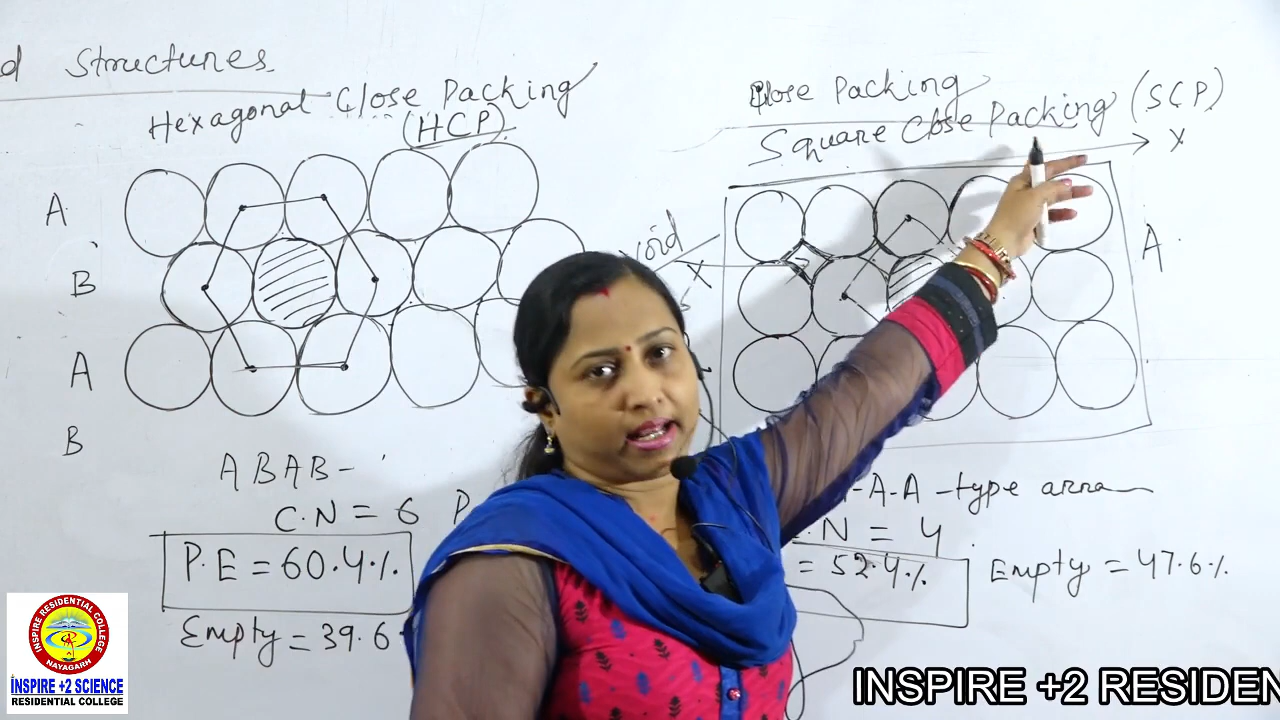 d Structures
Hexagonal Close Packing
(HCP)
A
B
A
B
ABAB-
C.N = 6 P
P.E = 60.4%
Empty = 39.6
Close Packing
Square Close Packing (SCP)
X
void
A
-A-A-type
.N = 4
= 52.4%
Empty = 47.6%
INSPIRE RESIDENTIAL COLLEGE
NAYAGARH
INSPIRE +2 SCIENCE
RESIDENTIAL COLLEGE
INSPIRE +2 RESIDEN